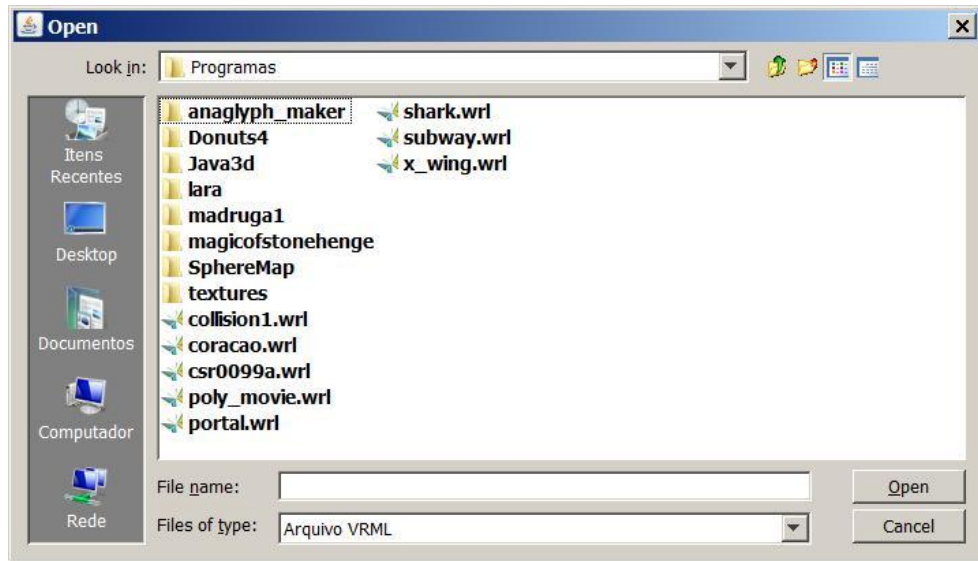 Open
Look in: Programas
Itens
Recentes
Desktop
Documentos
Computador
Rede
anaglyph_maker
Donuts4
Java3d
lara
madruga1
magicofstonehenge
SphereMap
textures
collision1.wrl
coracao.wrl
csr0099a.wrl
poly_movie.wrl
portal.wrl
shark.wrl
subway.wrl
x_wing.wrl
File name: Open
Files of type: Arquivo VRML Cancel